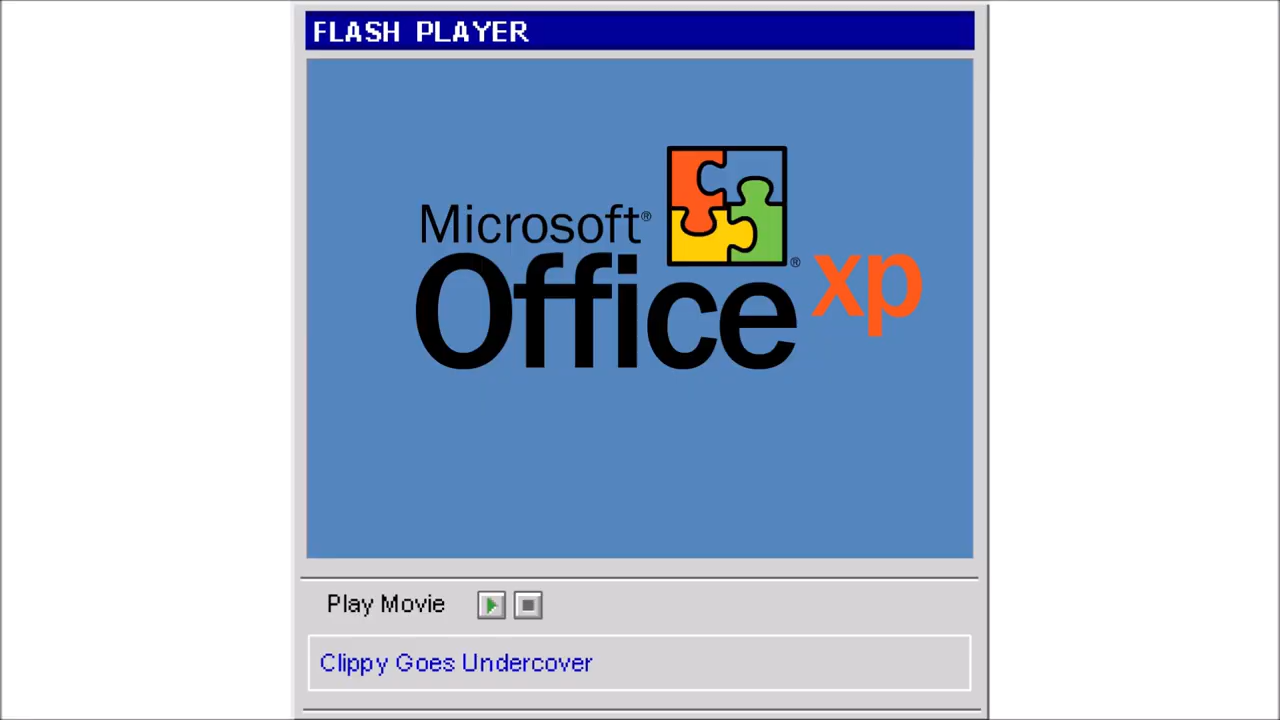 FLASH PLAYER
Microsoft®
Office® xp
Play Movie
Clippy Goes Undercover